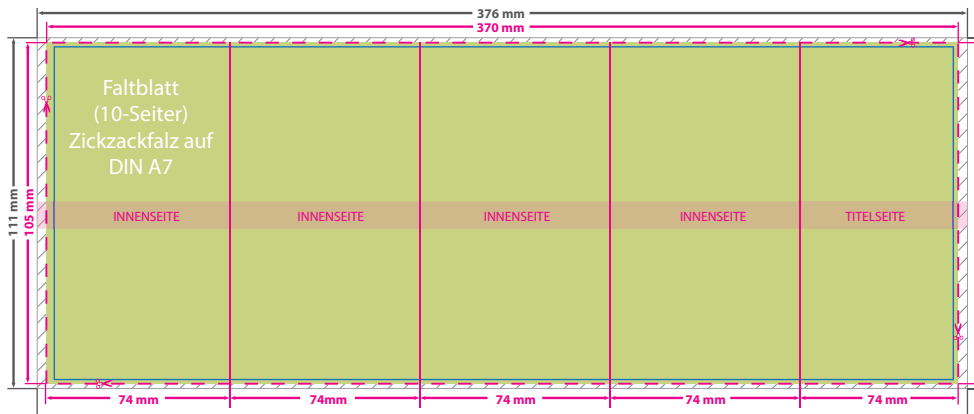 376 mm
370 mm
Faltblatt
(10-Seiter)
Zickzackfalz auf
DIN A7
111 mm
105 mm
INNENSEITE INNENSEITE INNENSEITE INNENSEITE TITELSEITE
74 mm 74mm 74 mm 74 mm 74 mm